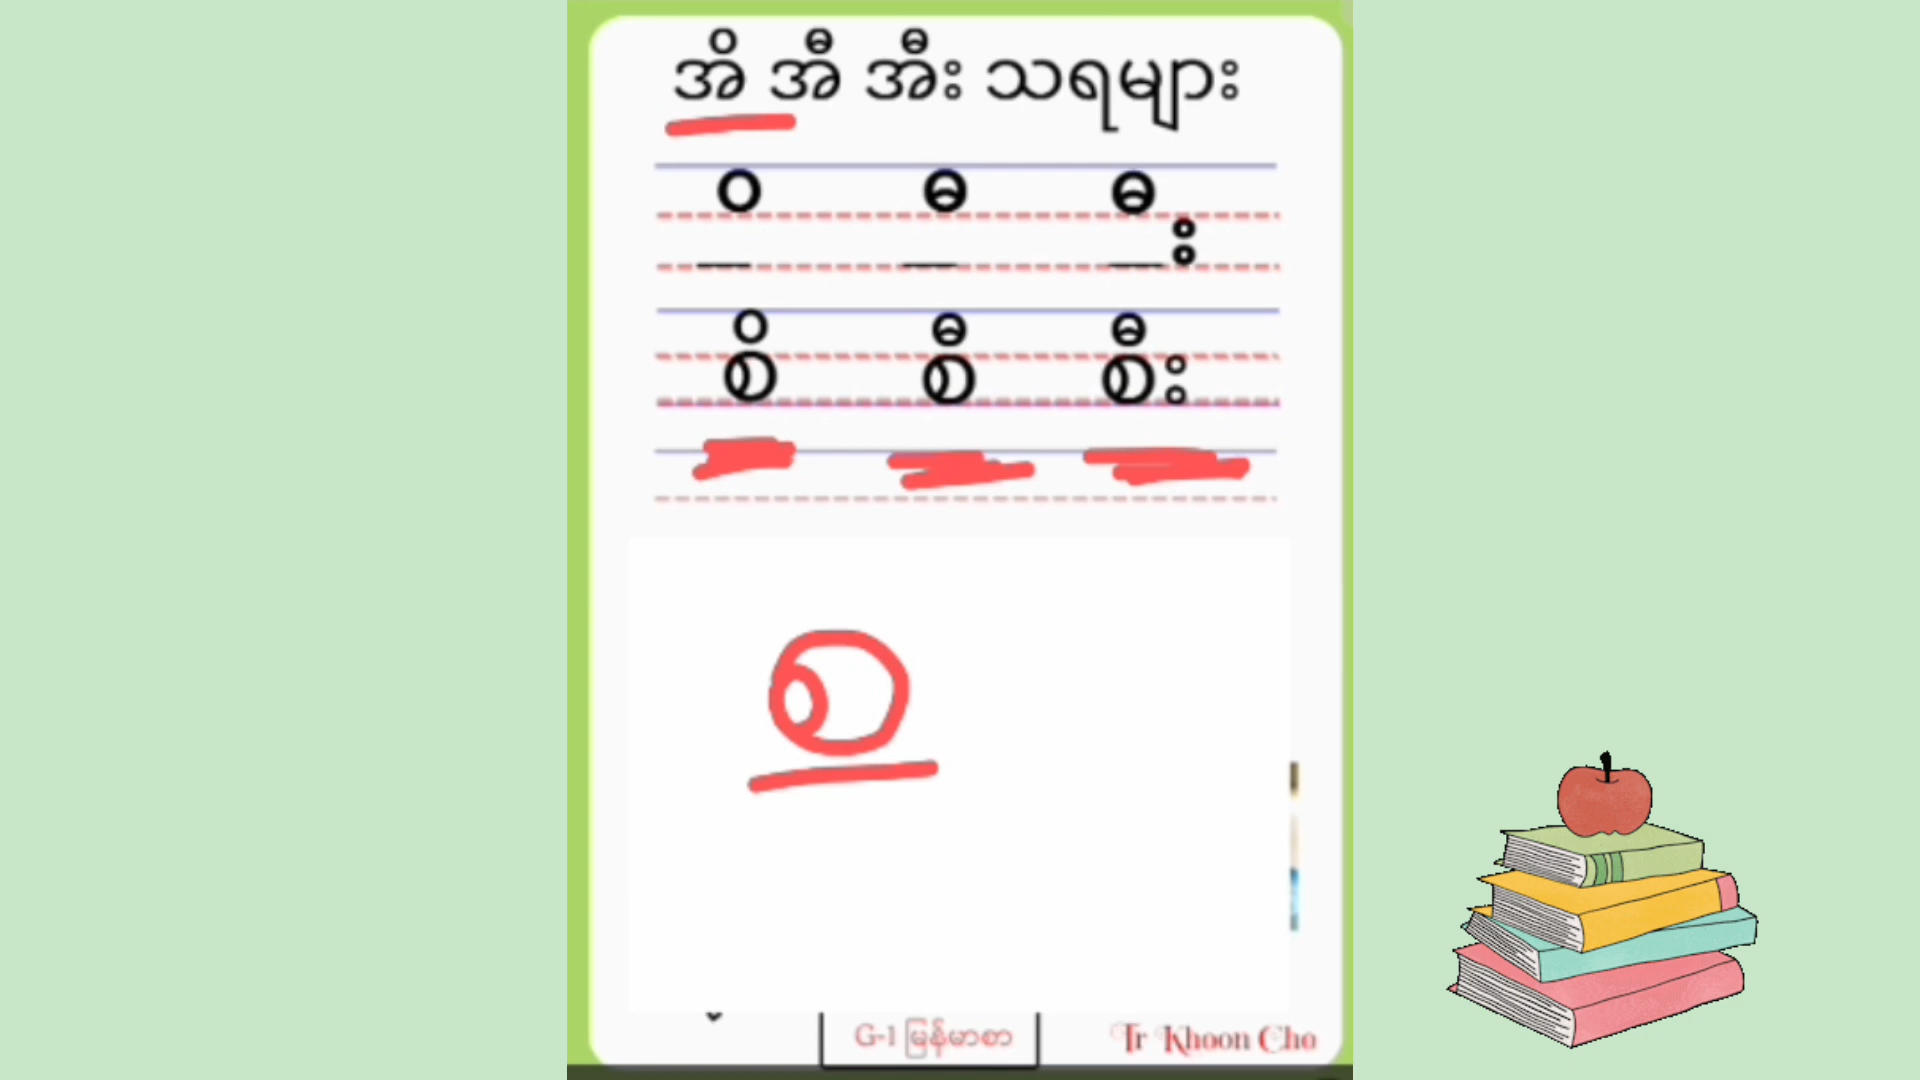 အိ အီ အီး သရများ
ိ ီ ီး
စိ စီ စီး
စ
G-1 မြန်မာစာ
Tr Khoon Cho